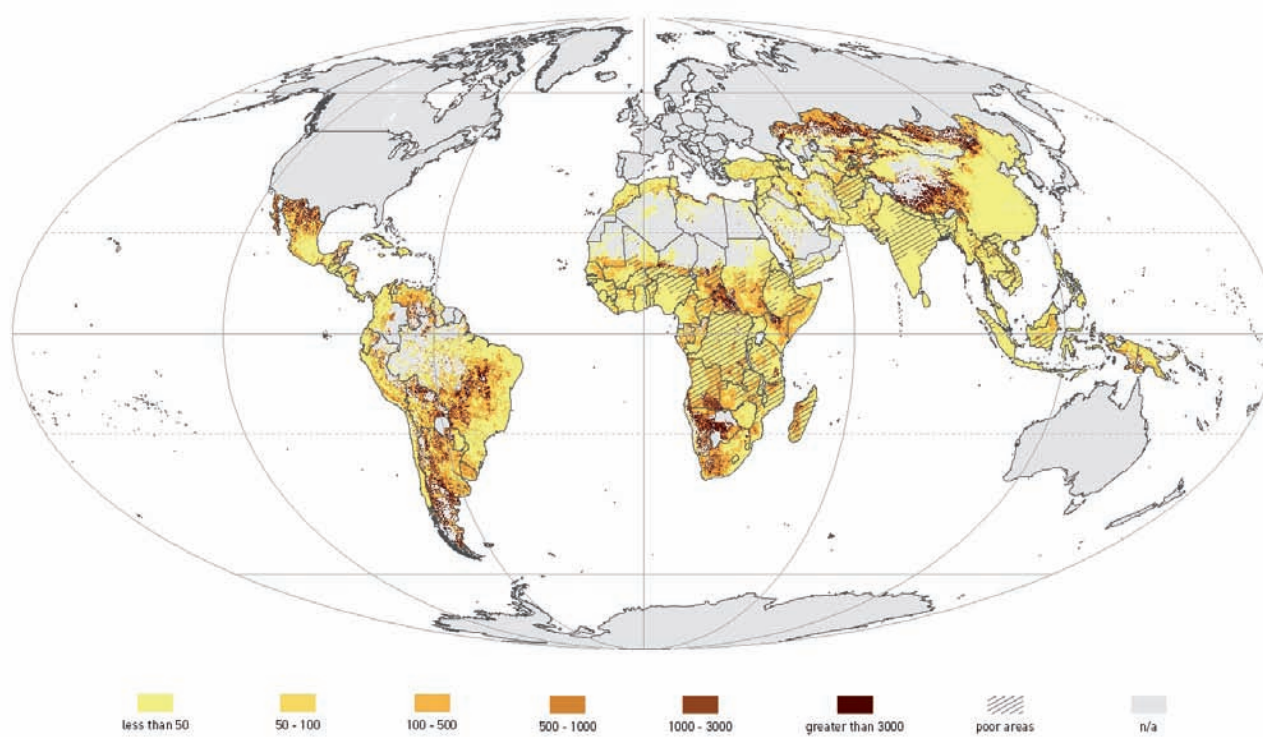 less than 50
50 - 100
100 - 500
500 - 1000
1000 - 3000
greater than 3000
poor areas
n/a